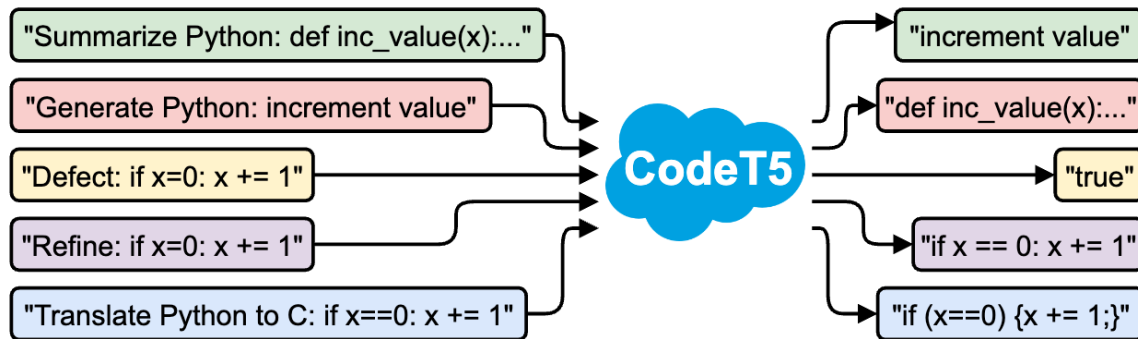 "Summarize Python: def inc_value(x):..."
"increment value"
"Generate Python: increment value"
"def inc_value(x):..."
"Defect: if x=0: x += 1"
CodeT5
"true"
"Refine: if x=0: x += 1"
"if x == 0: x += 1"
"Translate Python to C: if x==0: x += 1"
"if (x==0) {x += 1;}"